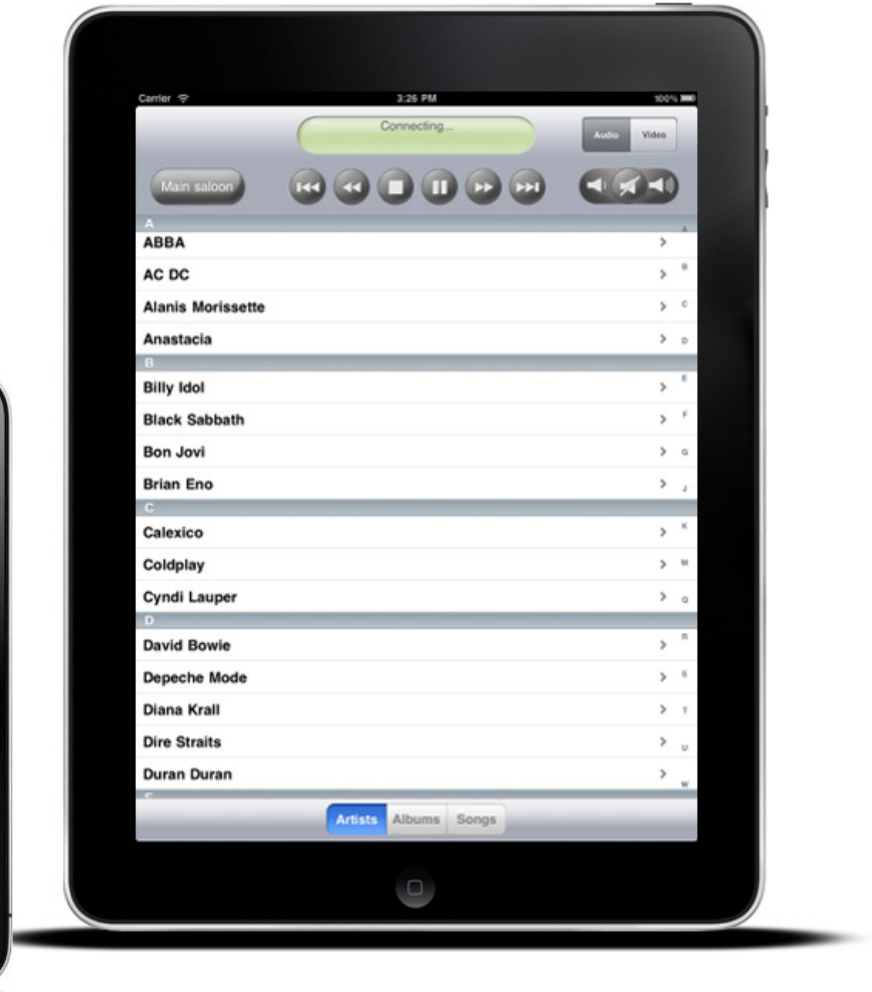 Carrier 3:26 PM 100%
Connecting...
Audio Video
Main saloon
A
ABBA
AC DC
Alanis Morissette
Anastacia
B
Billy Idol
Black Sabbath
Bon Jovi
Brian Eno
C
Calexico
Coldplay
Cyndi Lauper
D
David Bowie
Depeche Mode
Diana Krall
Dire Straits
Duran Duran
A
B
C
D
E
F
G
J
K
M
Q
R
S
T
U
W
Artists Albums Songs